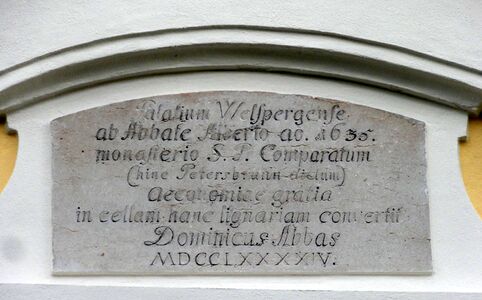 Palatium Welspergense
ab Abbate Alberto ao. 1635.
monasterio S. P. Comparatum
(hinc Petersbrunn dictum)
Aeconomiae gratia
in cellam hanc lignariam convertit
Dominicus Abbas
MDCCLXXXXIV.